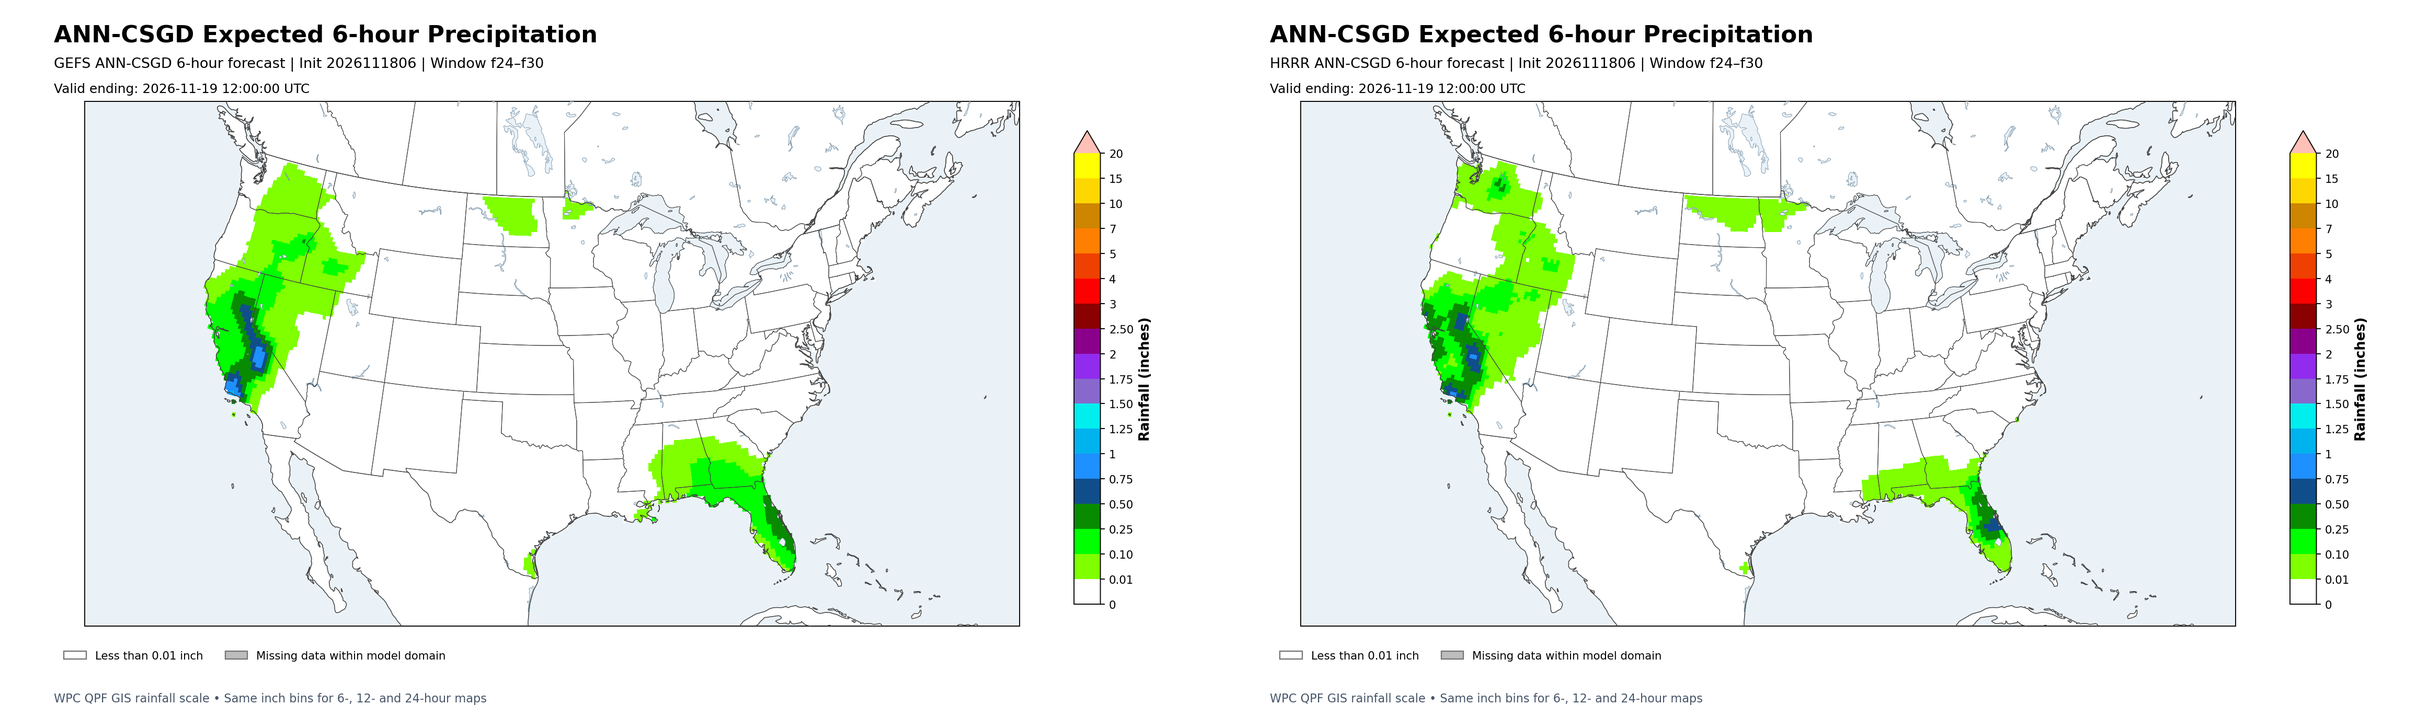 ANN-CSGD Expected 6-hour Precipitation
GEFS ANN-CSGD 6-hour forecast | Init 2026111806 | Window f24–f30
Valid ending: 2026-11-19 12:00:00 UTC
20
15
10
7
5
4
3
2.50
2
1.75
1.50
1.25
1
0.75
0.50
0.25
0.10
0.01
0
Rainfall (inches)
Less than 0.01 inch
Missing data within model domain
WPC QPF GIS rainfall scale • Same inch bins for 6-, 12- and 24-hour maps
ANN-CSGD Expected 6-hour Precipitation
HRRR ANN-CSGD 6-hour forecast | Init 2026111806 | Window f24–f30
Valid ending: 2026-11-19 12:00:00 UTC
20
15
10
7
5
4
3
2.50
2
1.75
1.50
1.25
1
0.75
0.50
0.25
0.10
0.01
0
Rainfall (inches)
Less than 0.01 inch
Missing data within model domain
WPC QPF GIS rainfall scale • Same inch bins for 6-, 12- and 24-hour maps